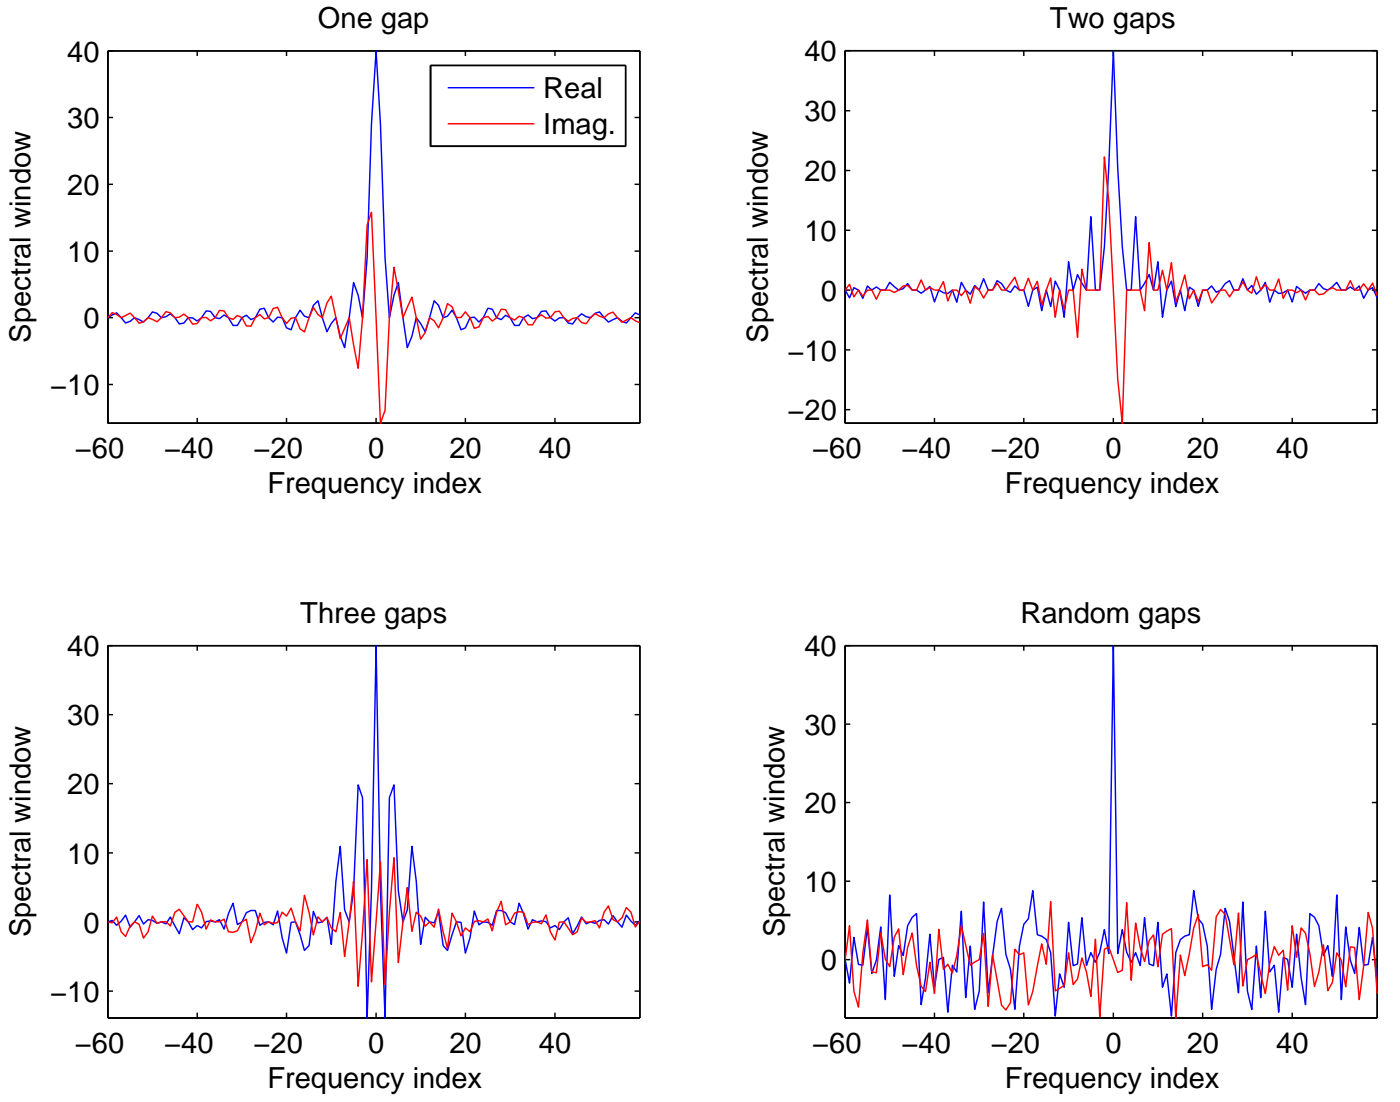 One gap
40
30
20
10
0
−10
Spectral window
Real
Imag.
−60 −40 −20 0 20 40
Frequency index
Two gaps
40
30
20
10
0
−10
−20
Spectral window
−60 −40 −20 0 20 40
Frequency index
Three gaps
40
30
20
10
0
−10
Spectral window
−60 −40 −20 0 20 40
Frequency index
Random gaps
40
30
20
10
0
Spectral window
−60 −40 −20 0 20 40
Frequency index